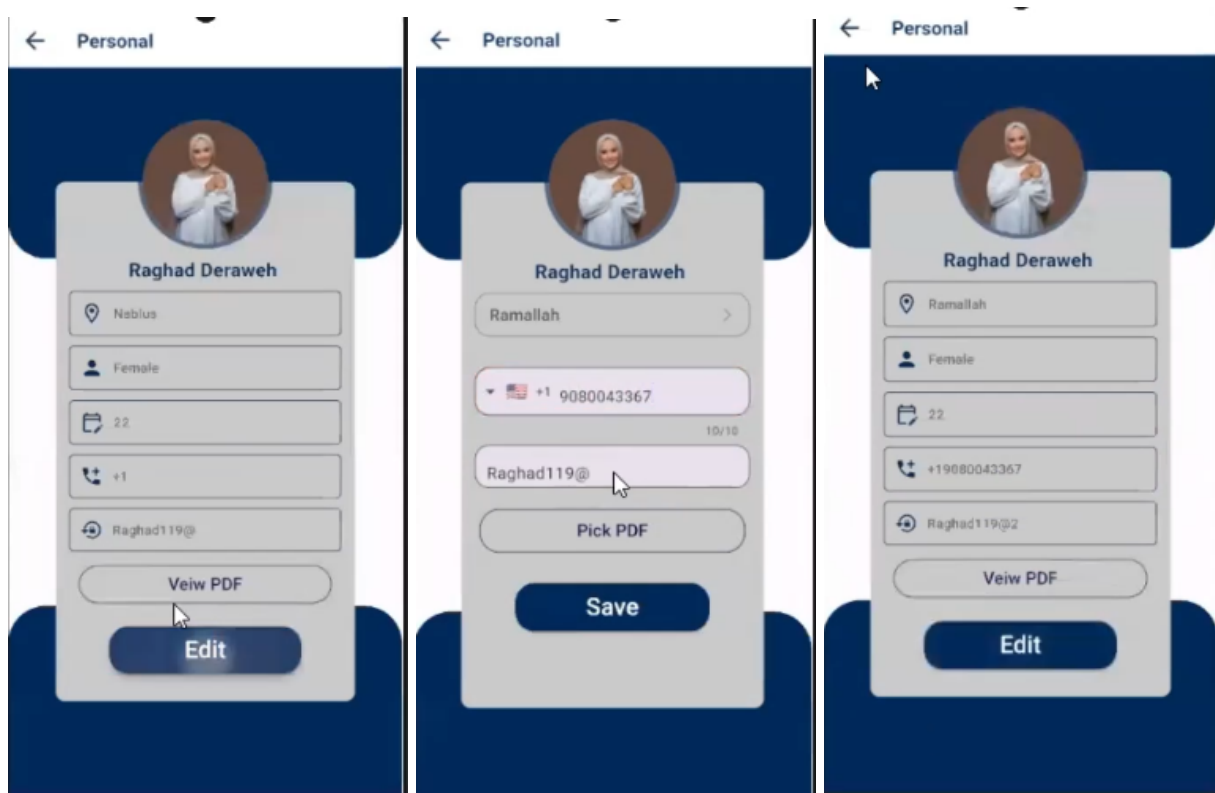 Personal
Raghad Deraweh
Nablus
Female
22
+1
Raghad119@
Veiw PDF
Edit
Personal
Raghad Deraweh
Ramallah
+1 9080043367
10/10
Raghad119@
Pick PDF
Save
Personal
Raghad Deraweh
Ramallah
Female
22
+19080043367
Raghad119@2
Veiw PDF
Edit